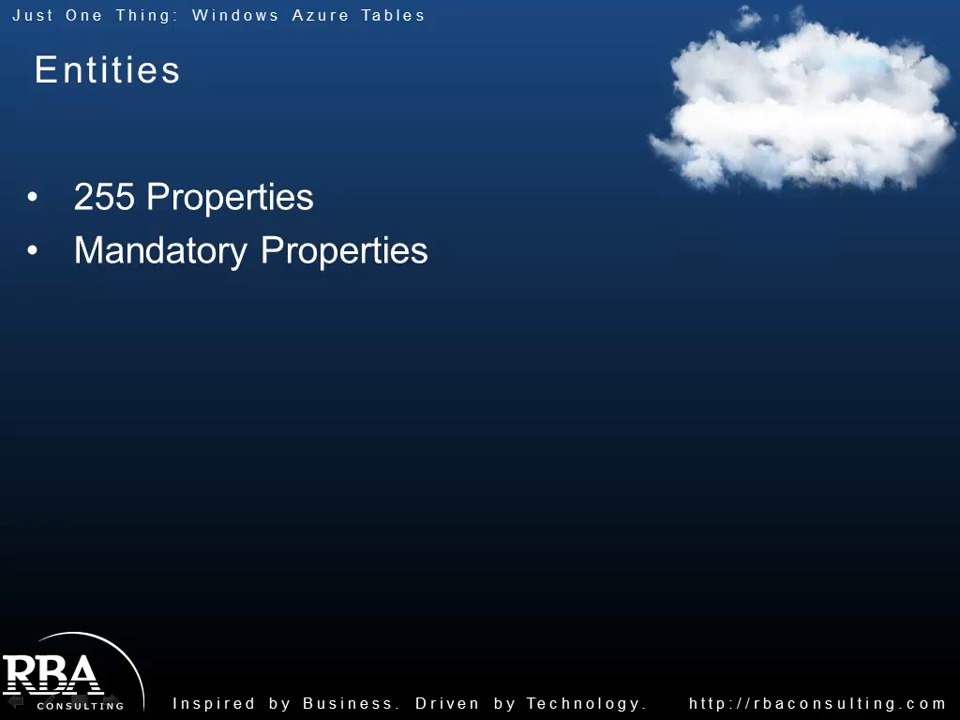 Just One Thing: Windows Azure Tables
Entities
• 255 Properties
• Mandatory Properties
RBA
CONSULTING
Inspired by Business. Driven by Technology. http://rbaconsulting.com